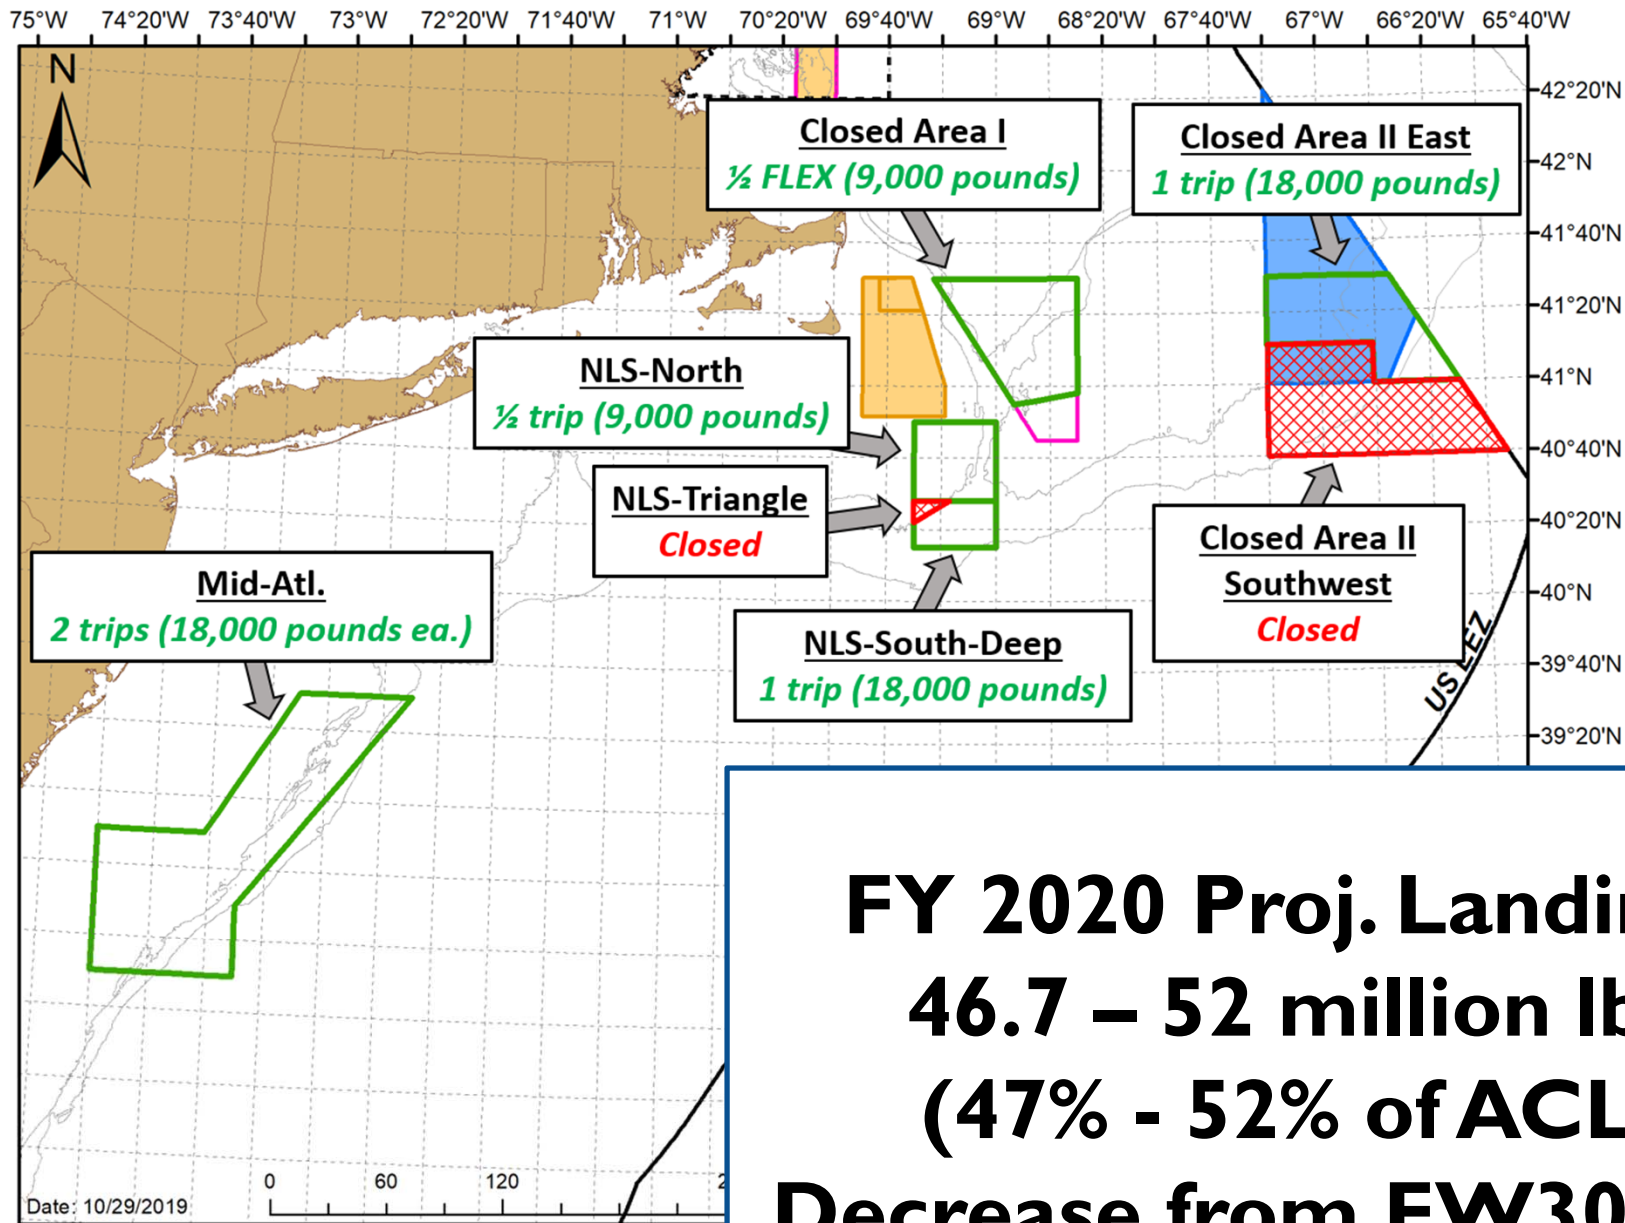 75°W 74°20'W 73°40'W 73°W 72°20'W 71°40'W 71°W 70°20'W 69°40'W 69°W 68°20'W 67°40'W 67°W 66°20'W 65°40'W
N
42°20'N
42°N
41°40'N
41°20'N
41°N
40°40'N
40°20'N
40°N
39°40'N
39°20'N
Closed Area I
½ FLEX (9,000 pounds)
Closed Area II East
1 trip (18,000 pounds)
NLS-North
½ trip (9,000 pounds)
NLS-Triangle
Closed
Closed Area II
Southwest
Closed
Mid-Atl.
2 trips (18,000 pounds ea.)
NLS-South-Deep
1 trip (18,000 pounds)
US EEZ
FY 2020 Proj. Landin
46.7 – 52 million lb
(47% - 52% of ACL
Decrease from FW30
0 60 120 2
Date: 10/29/2019